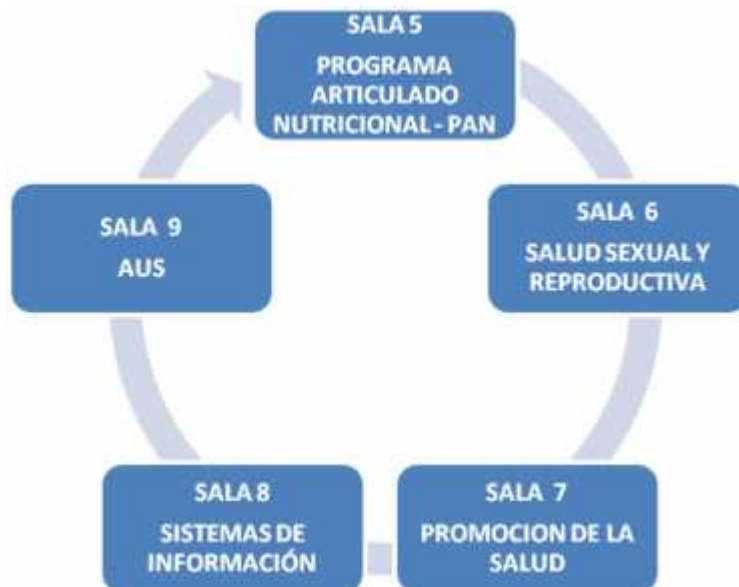 SALA 5
PROGRAMA
ARTICULADO
NUTRICIONAL - PAN
SALA 6
SALUD SEXUAL Y
REPRODUCTIVA
SALA 7
PROMOCION DE LA
SALUD
SALA 8
SISTEMAS DE
INFORMACIÓN
SALA 9
AUS